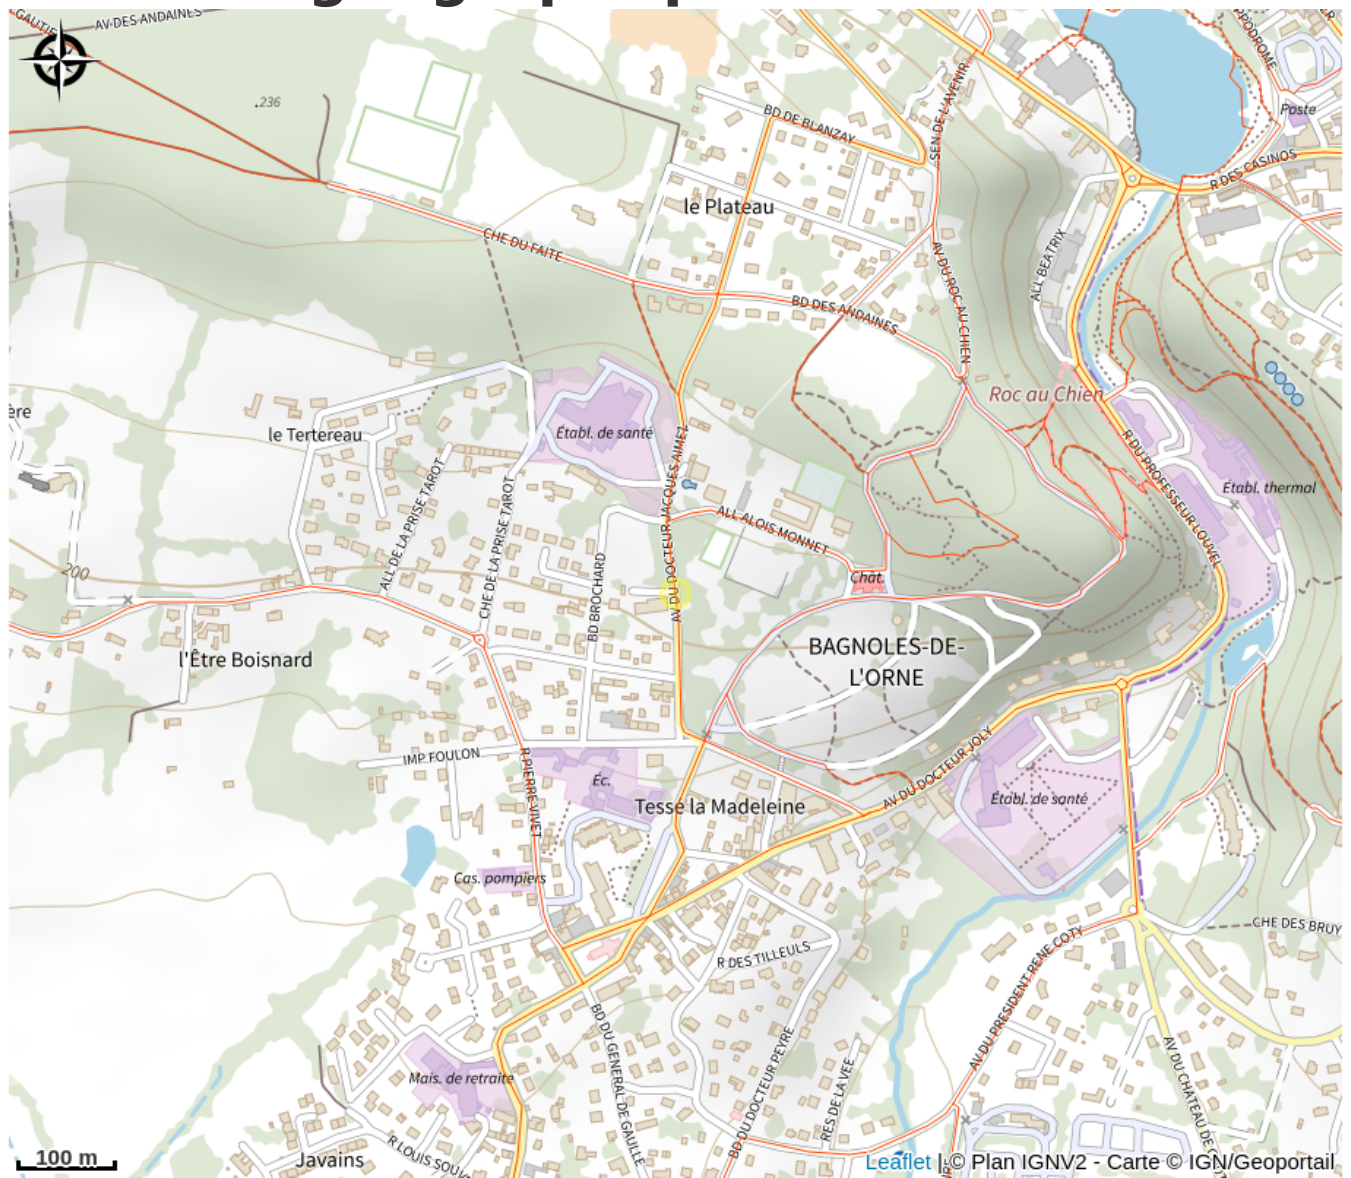 GAUTIE
AV DES ANDAINES
.236
BD DE BLANZAY
SEN DE L'AVENIR
Poste
R DES CASINOS
le Plateau
CHE DU FAITE
ALL BEATRIX
AV DU ROC AU CHIEN
BD DES ANDAINES
Roc au Chien
ère
le Tertereau
Établ. de santé
AV DU DOCTEUR JACQUES AIMEZ
R DU PROFESSEUR LOUVEL
Établ. thermal
ALL DE LA PRISE TAROT
CHE DE LA PRISE TAROT
ALL ALOIS MONNET
200
Chât.
BD BROCHARD
l'Être Boisnard
BAGNOLES-DE-
L'ORNE
IMP FOULON
R PIERRE VIVET
Éc.
Tesse la Madeleine
AV DU DOCTEUR JOLY
Établ. de santé
Cas. pompiers
R DES TILLEULS
CHE DES BRUY
AV DU PRESIDENT RENE COTY
BD DU GENERAL DE GAULLE
BD DU DOCTEUR PEYRE
RES DE LA VEE
AV DU CHATEAU DE
Mais. de retraite
R LOUIS
Javains
100 m
Leaflet | © Plan IGNV2 - Carte © IGN/Geoportail